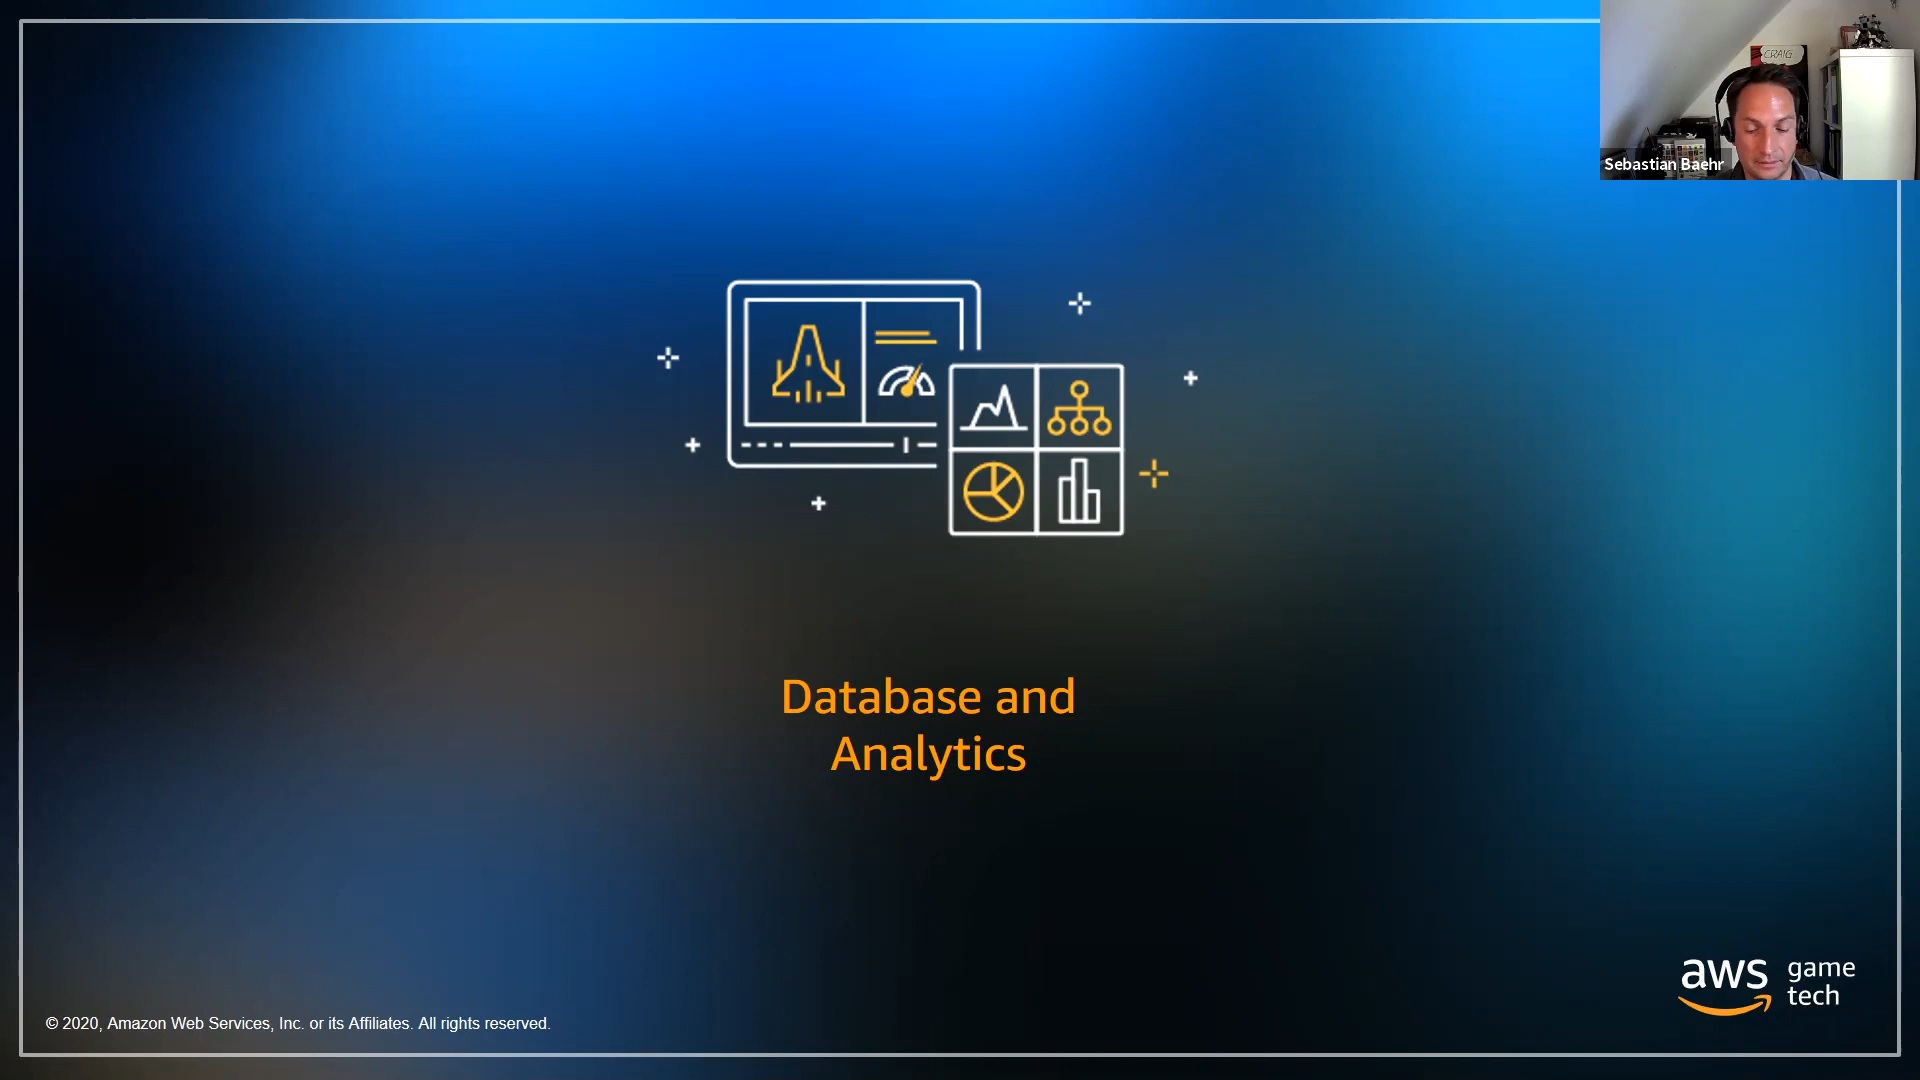 CRAIG
Sebastian Baehr
Database and
Analytics
aws game
tech
© 2020, Amazon Web Services, Inc. or its Affiliates. All rights reserved.